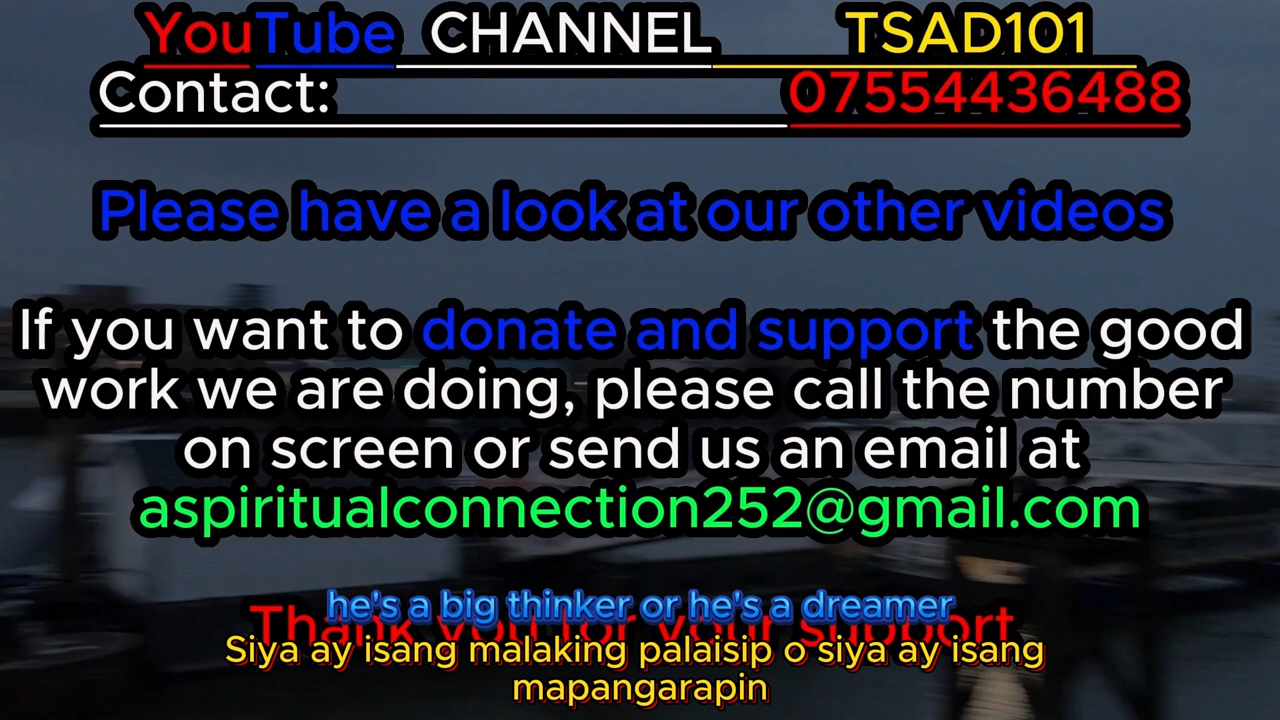 YouTube CHANNEL TSAD101
Contact: 07554436488
Please have a look at our other videos
If you want to donate and support the good
work we are doing, please call the number
on screen or send us an email at
aspiritualconnection252@gmail.com
he's a big thinker or he's a dreamer
Thank you for your support
Siya ay isang malaking palaisip o siya ay isang
mapangarapin